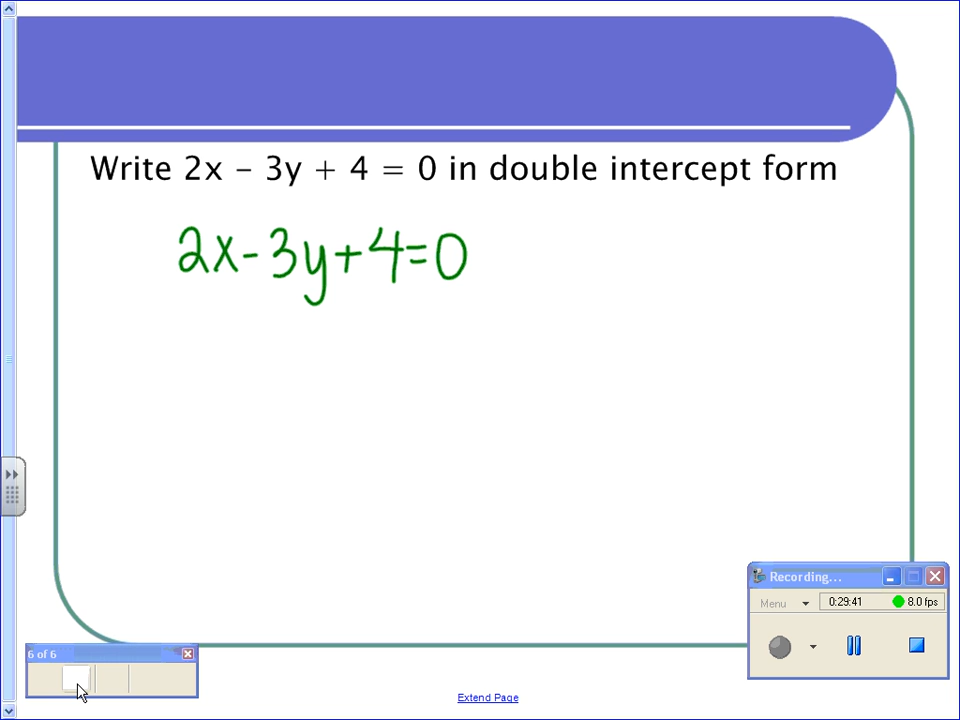 Write 2x – 3y + 4 = 0 in double intercept form
2x-3y+4=0
Recording...
Menu
0:29:41
8.0 fps
6 of 6
Extend Page